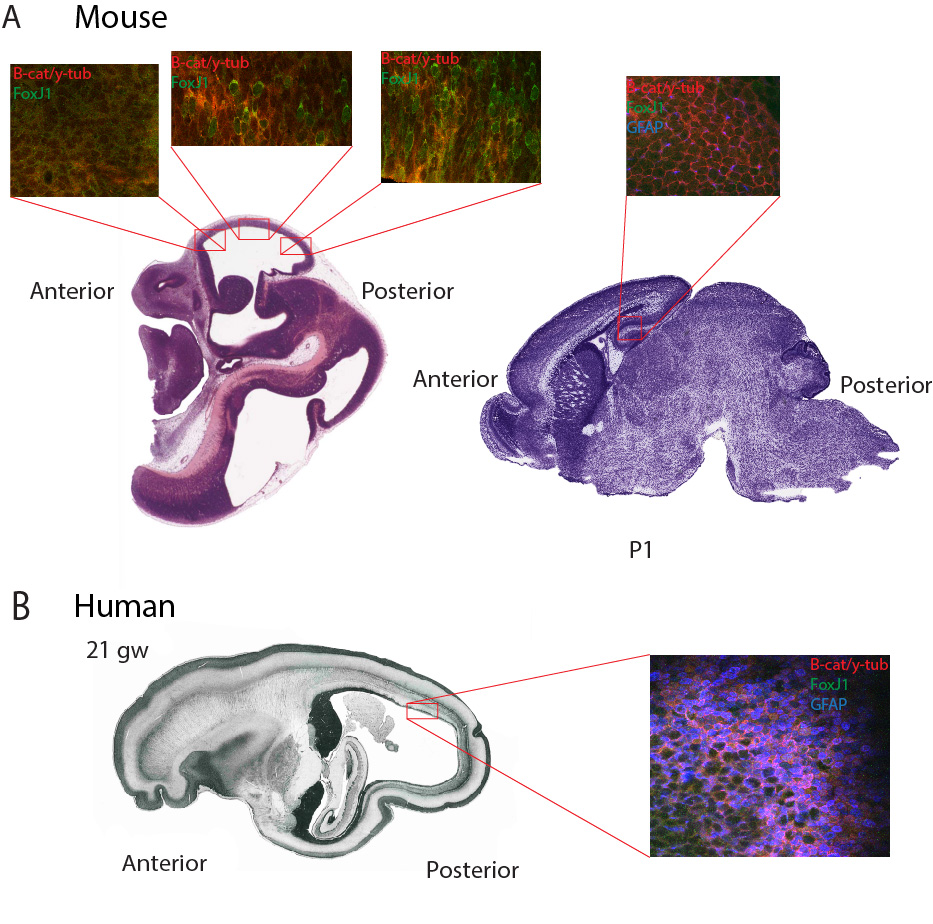 A Mouse
B-cat/y-tub
FoxJ1
B-cat/y-tub
FoxJ1
B-cat/y-tub
FoxJ1
B-cat/y-tub
FoxJ1
GFAP
Anterior
Posterior
Anterior
Posterior
P1
B Human
21 gw
B-cat/y-tub
FoxJ1
GFAP
Anterior
Posterior